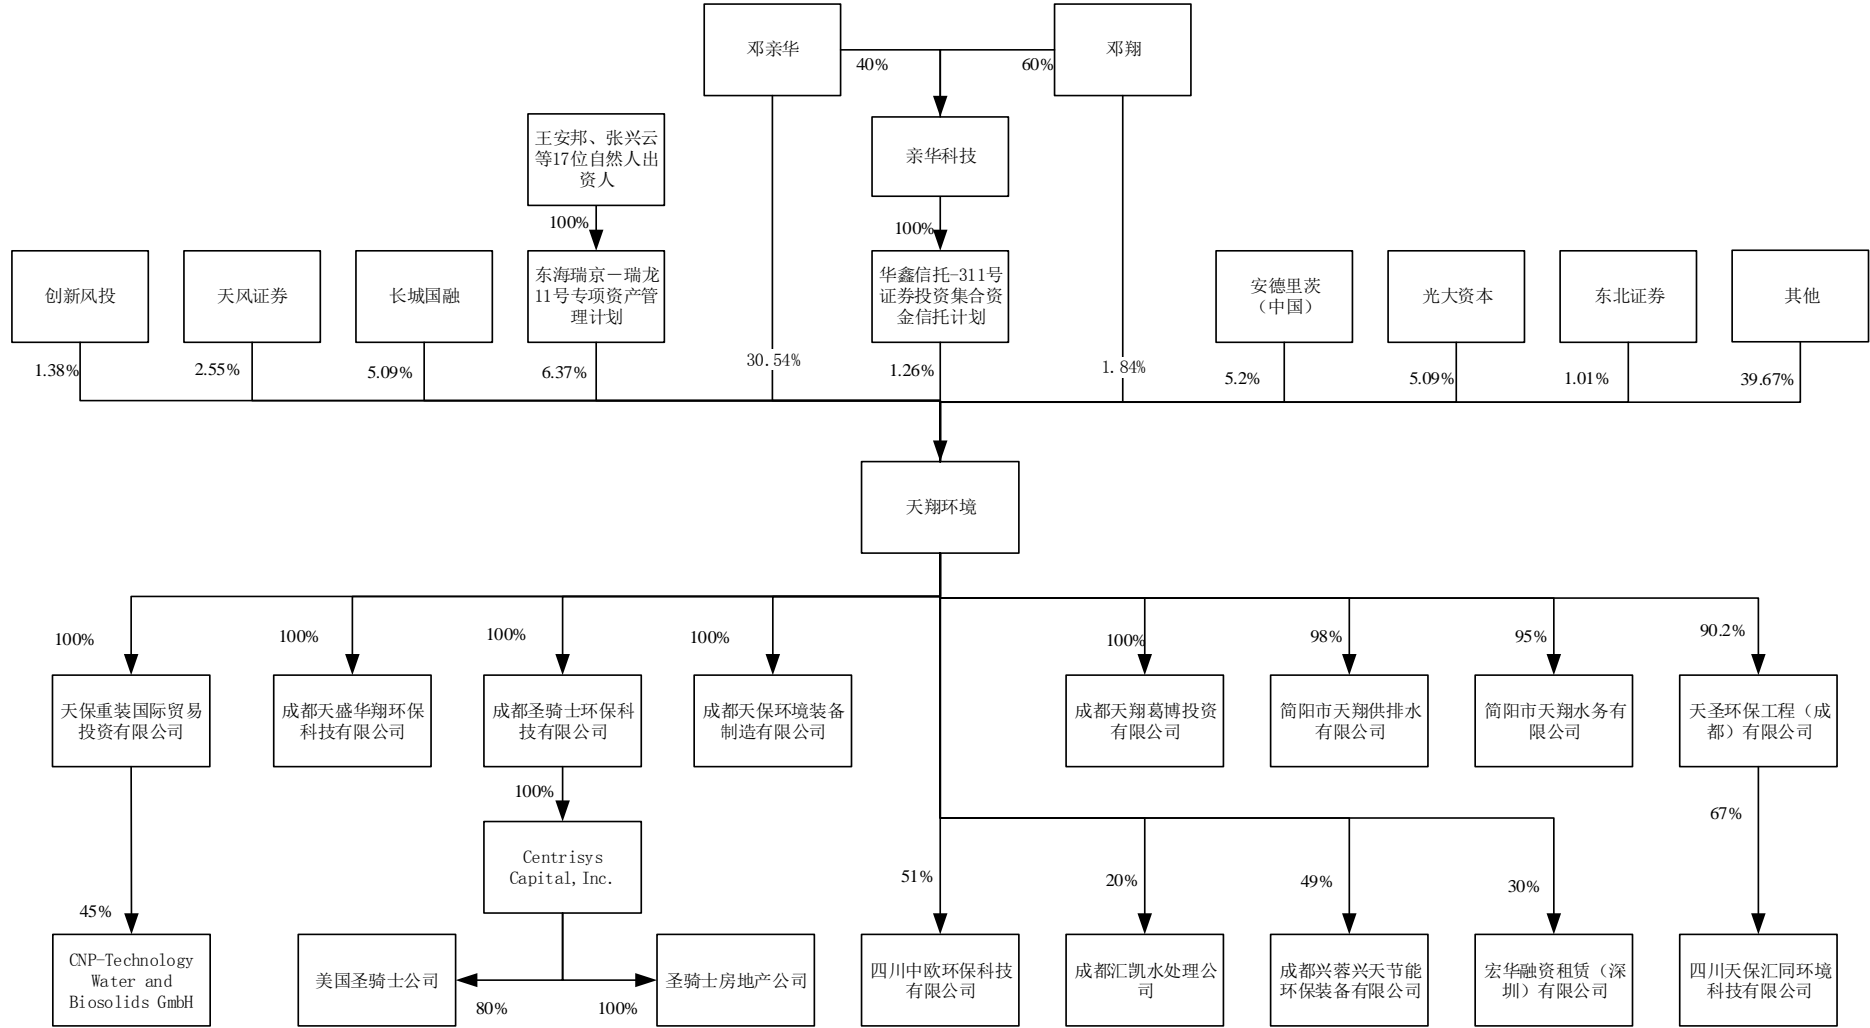 邓亲华
邓翔
40%
60%
王安邦、张兴云
等17位自然人出
资人
亲华科技
100%
100%
创新风投
天风证券
长城国融
东海瑞京－瑞龙
11号专项资产管
理计划
华鑫信托-311号
证券投资集合资
金信托计划
安德里茨
（中国）
光大资本
东北证券
其他
1.38%
2.55%
5.09%
6.37%
30.54%
1.26%
1.84%
5.2%
5.09%
1.01%
39.67%
天翔环境
100%
100%
100%
100%
100%
98%
95%
90.2%
天保重装国际贸易
投资有限公司
成都天盛华翔环保
科技有限公司
成都圣骑士环保科
技有限公司
成都天保环境装备
制造有限公司
成都天翔葛博投资
有限公司
简阳市天翔供排水
有限公司
简阳市天翔水务有
限公司
天圣环保工程（成
都）有限公司
100%
67%
Centrisys
Capital,Inc.
45%
51%
20%
49%
30%
CNP-Technology
Water and
Biosolids GmbH
美国圣骑士公司
80%
100%
圣骑士房地产公司
四川中欧环保科技
有限公司
成都汇凯水处理公
司
成都兴蓉兴天节能
环保装备有限公司
宏华融资租赁（深
圳）有限公司
四川天保汇同环境
科技有限公司